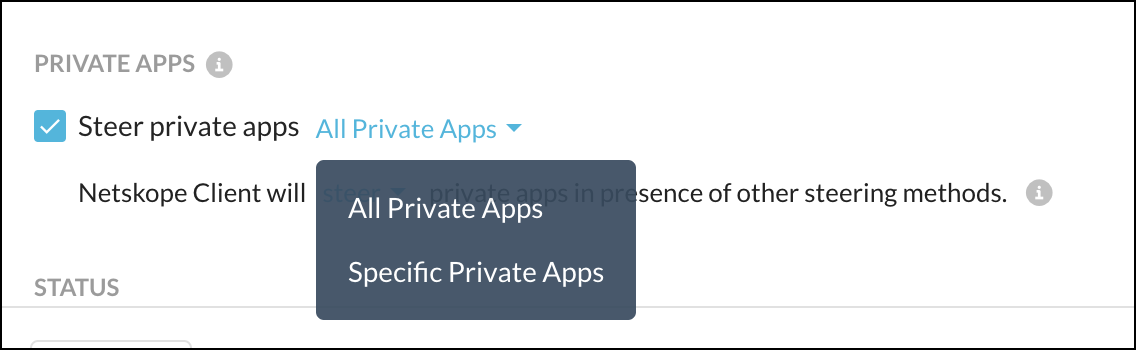 PRIVATE APPS
Steer private apps All Private Apps
Netskope Client will steer private apps in presence of other steering methods.
All Private Apps
Specific Private Apps
STATUS